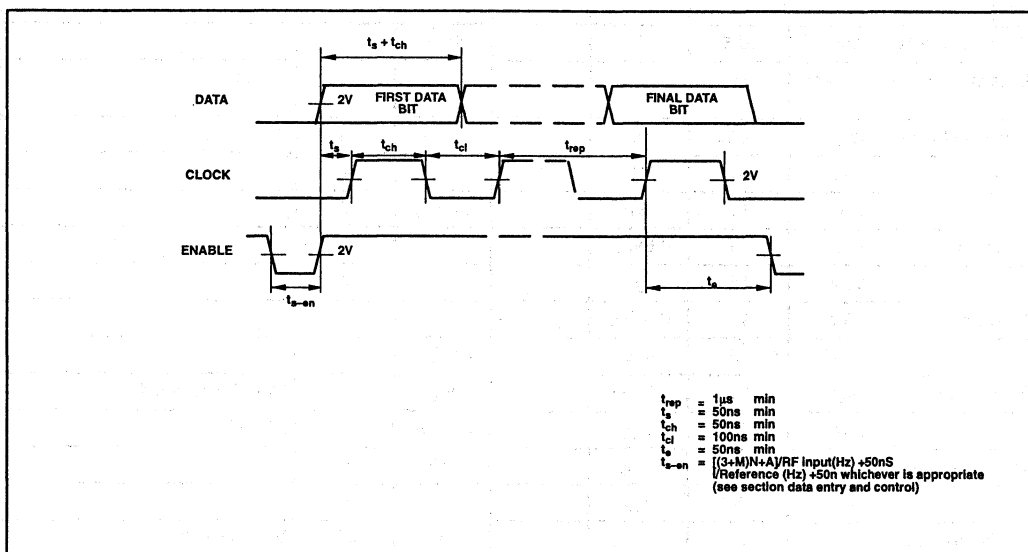 ts + tch
DATA
2V
FIRST DATA
BIT
FINAL DATA
BIT
ts
tch
tcl
trep
CLOCK
2V
ENABLE
2V
te
ts–en
trep = 1μs min
ts = 50ns min
tch = 50ns min
tcl = 100ns min
te = 50ns min
ts–en = [(3+M)N+A]/RF input(Hz) +50nS
I/Reference (Hz) +50n whichever is appropriate
(see section data entry and control)